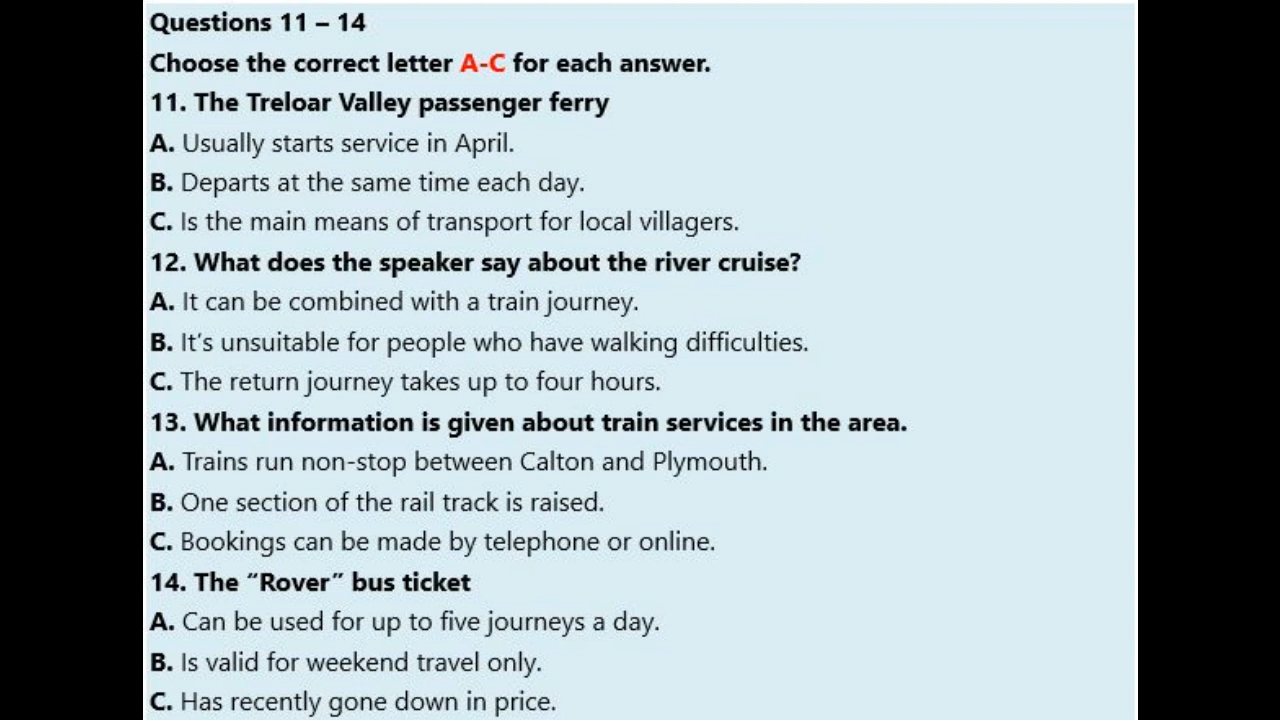 Questions 11 – 14
Choose the correct letter A-C for each answer.
11. The Treloar Valley passenger ferry
A. Usually starts service in April.
B. Departs at the same time each day.
C. Is the main means of transport for local villagers.
12. What does the speaker say about the river cruise?
A. It can be combined with a train journey.
B. It’s unsuitable for people who have walking difficulties.
C. The return journey takes up to four hours.
13. What information is given about train services in the area.
A. Trains run non-stop between Calton and Plymouth.
B. One section of the rail track is raised.
C. Bookings can be made by telephone or online.
14. The “Rover” bus ticket
A. Can be used for up to five journeys a day.
B. Is valid for weekend travel only.
C. Has recently gone down in price.